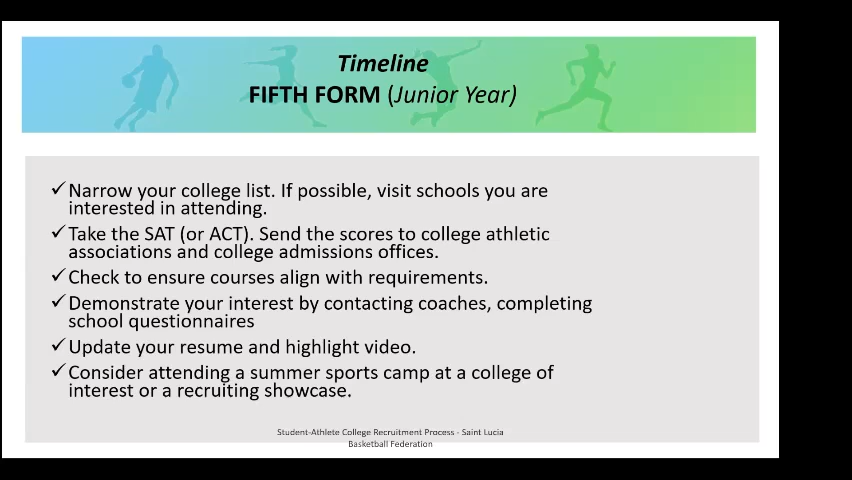 Timeline
FIFTH FORM (Junior Year)
✓Narrow your college list. If possible, visit schools you are
interested in attending.
✓Take the SAT (or ACT). Send the scores to college athletic
associations and college admissions offices.
✓Check to ensure courses align with requirements.
✓Demonstrate your interest by contacting coaches, completing
school questionnaires
✓Update your resume and highlight video.
✓Consider attending a summer sports camp at a college of
interest or a recruiting showcase.
Student-Athlete College Recruitment Process - Saint Lucia
Basketball Federation